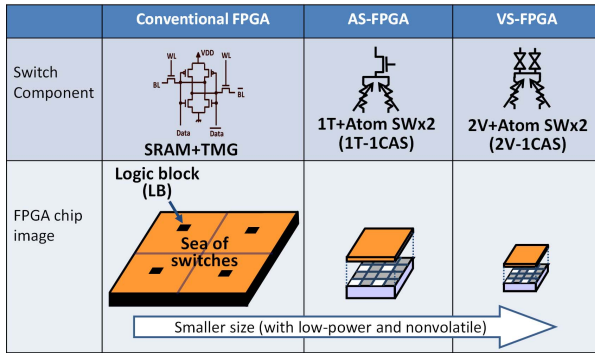 Conventional FPGA
AS-FPGA
VS-FPGA
Switch
Component
WL
VDD
WL
BL
BL
Data
Data
SRAM+TMG
1T+Atom SWx2
(1T-1CAS)
2V+Atom SWx2
(2V-1CAS)
FPGA chip
image
Logic block
(LB)
Sea of
switches
Smaller size (with low-power and nonvolatile)